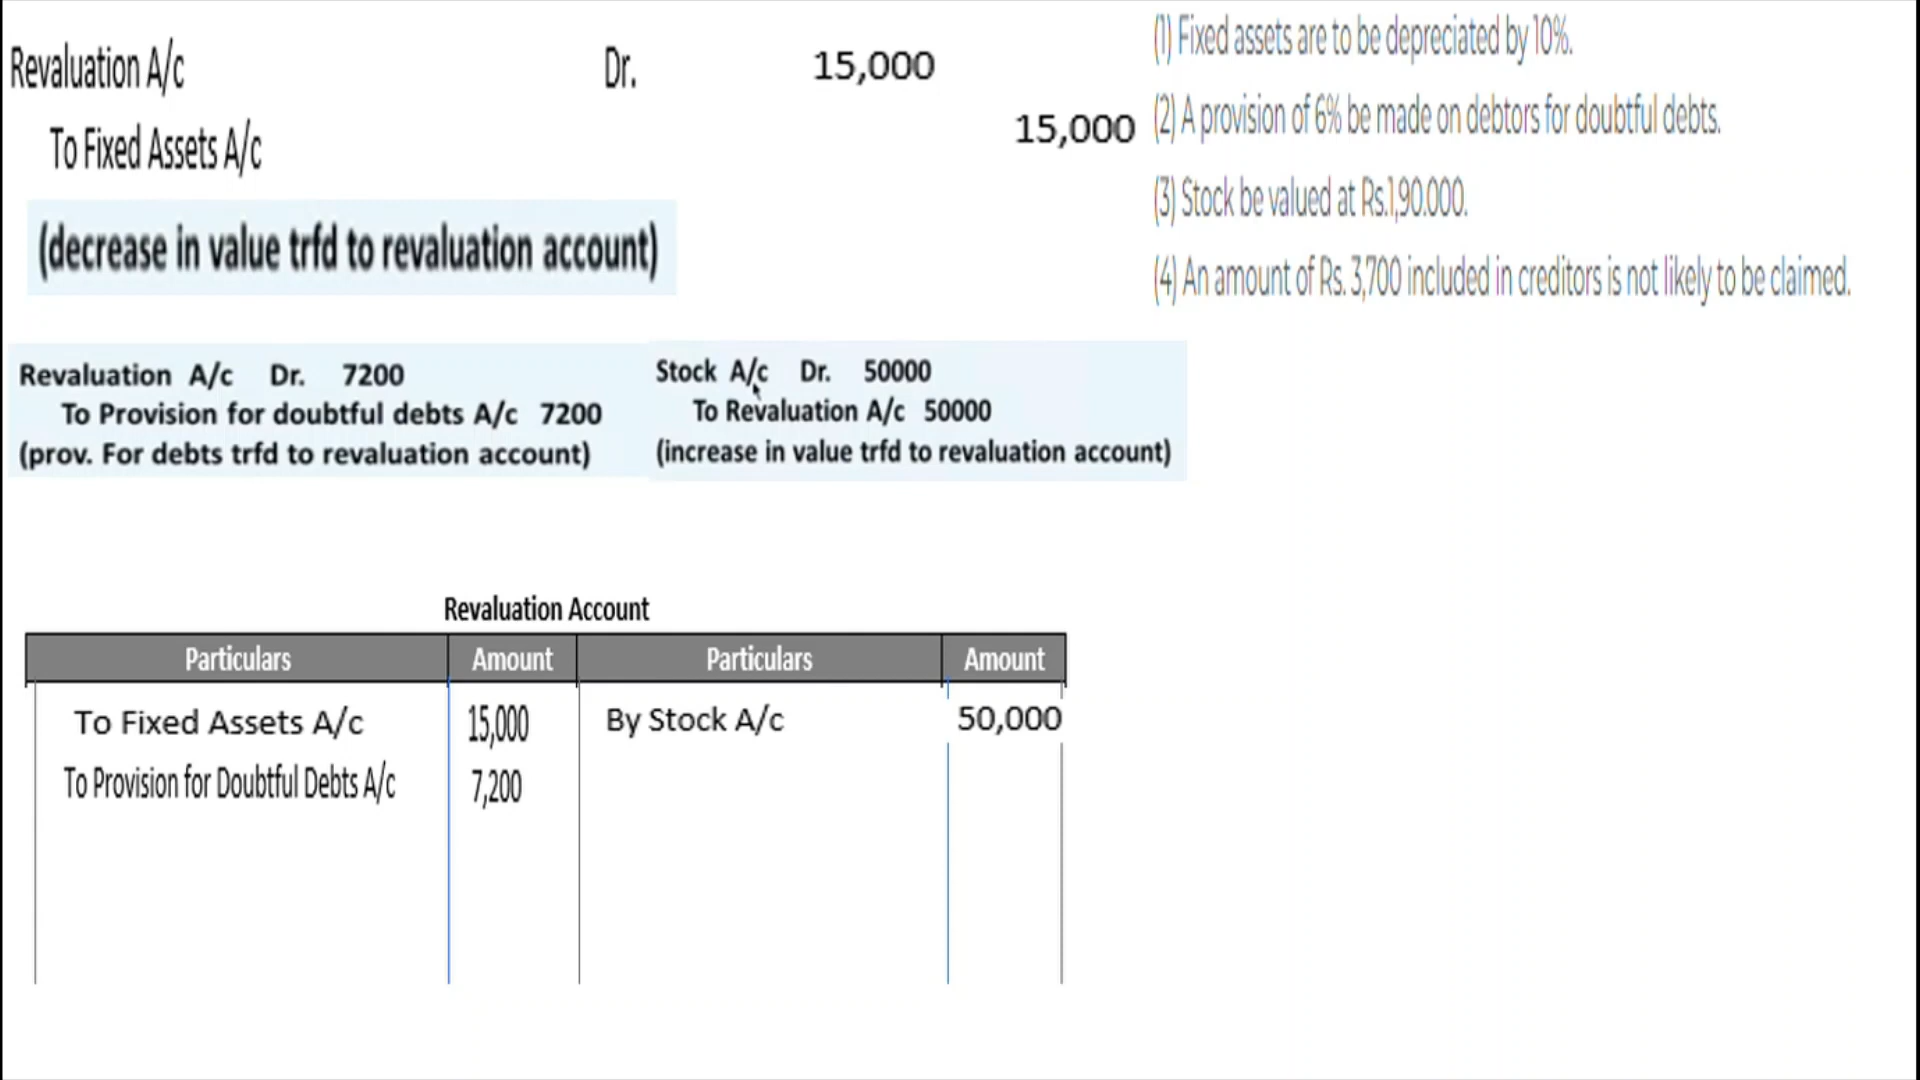 Revaluation A/c Dr. 15,000
To Fixed Assets A/c 15,000
(decrease in value trfd to revaluation account)
(1) Fixed assets are to be depreciated by 10%.
(2) A provision of 6% be made on debtors for doubtful debts.
(3) Stock be valued at Rs.1,90.000.
(4) An amount of Rs. 3,700 included in creditors is not likely to be claimed.
Revaluation A/c Dr. 7200
To Provision for doubtful debts A/c 7200
(prov. For debts trfd to revaluation account)
Stock A/c Dr. 50000
To Revaluation A/c 50000
(increase in value trfd to revaluation account)
Revaluation Account
Particulars Amount Particulars Amount
To Fixed Assets A/c 15,000 By Stock A/c 50,000
To Provision for Doubtful Debts A/c 7,200